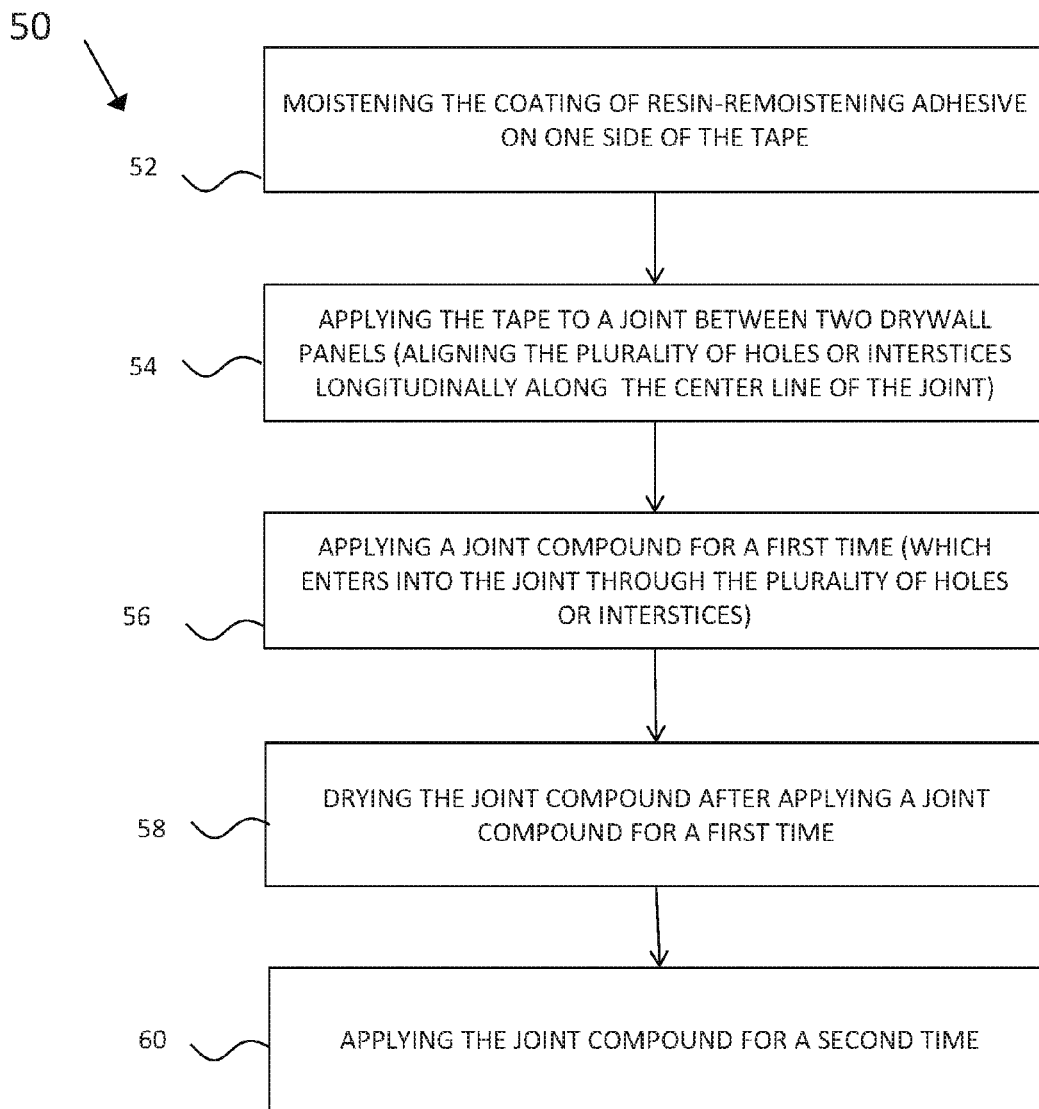 50
MOISTENING THE COATING OF RESIN-REMOISTENING ADHESIVE
ON ONE SIDE OF THE TAPE
52
APPLYING THE TAPE TO A JOINT BETWEEN TWO DRYWALL
PANELS (ALIGNING THE PLURALITY OF HOLES OR INTERSTICES
LONGITUDINALLY ALONG THE CENTER LINE OF THE JOINT)
54
APPLYING A JOINT COMPOUND FOR A FIRST TIME (WHICH
ENTERS INTO THE JOINT THROUGH THE PLURALITY OF HOLES
OR INTERSTICES)
56
DRYING THE JOINT COMPOUND AFTER APPLYING A JOINT
COMPOUND FOR A FIRST TIME
58
APPLYING THE JOINT COMPOUND FOR A SECOND TIME
60